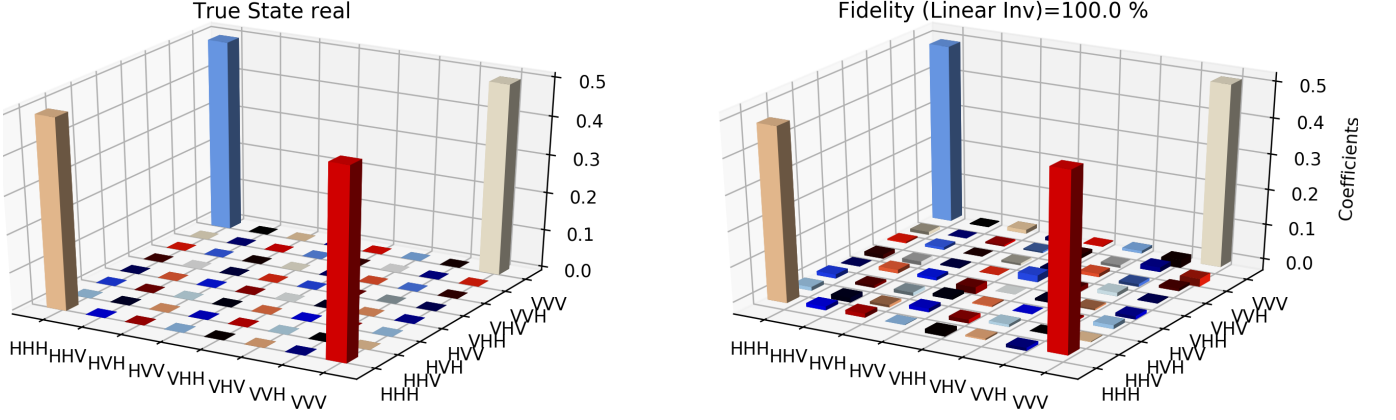 True State real
0.5
0.4
0.3
0.2
0.1
0.0
HHH
HHV
HVH
HVV
VHH
VHV
VVH
VVV
HHH
HHV
HVH
HVV
VHH
VHV
VVH
VVV
Fidelity (Linear Inv)=100.0 %
0.5
0.4
0.3
0.2
0.1
0.0
Coefficients
HHH
HHV
HVH
HVV
VHH
VHV
VVH
VVV
HHH
HHV
HVH
HVV
VHH
VHV
VVH
VVV